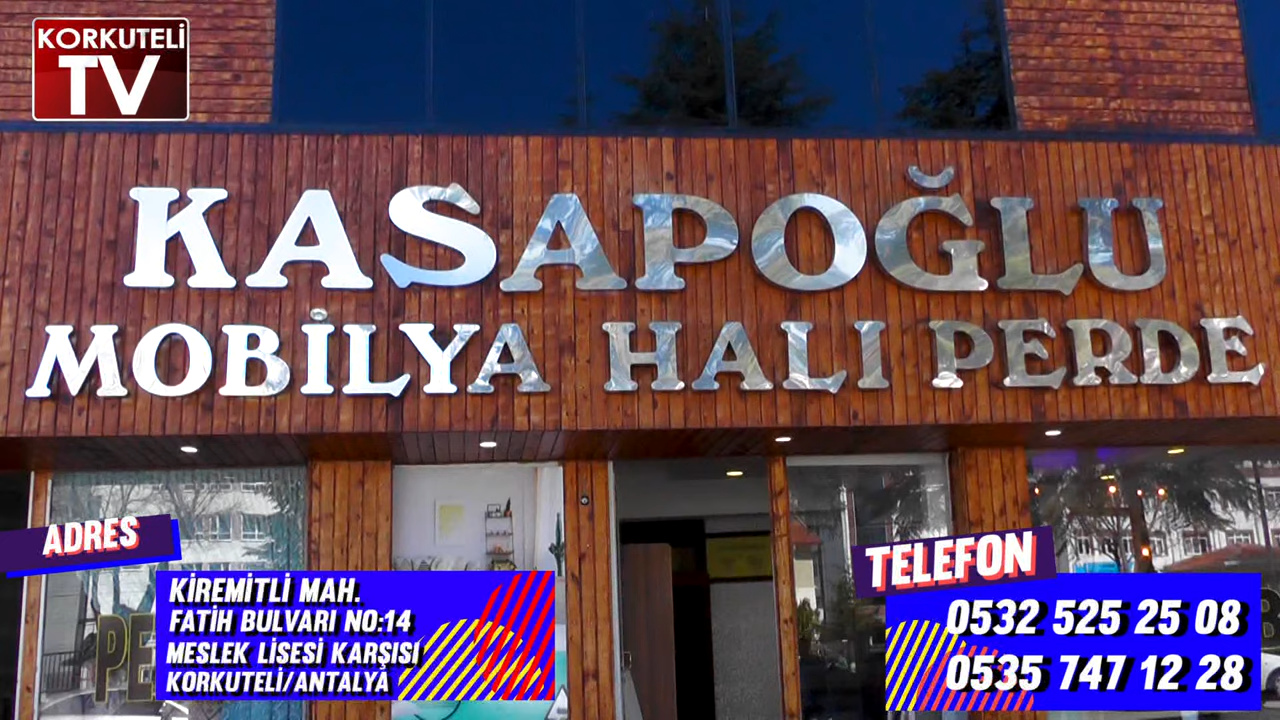 KORKUTELİ
TV
KASAPOĞLU
MOBİLYA HALI PERDE
ADRES
KİREMİTLİ MAH.
FATİH BULVARI NO:14
MESLEK LİSESİ KARŞISI
KORKUTELİ/ANTALYA
TELEFON
0532 525 25 08
0535 747 12 28